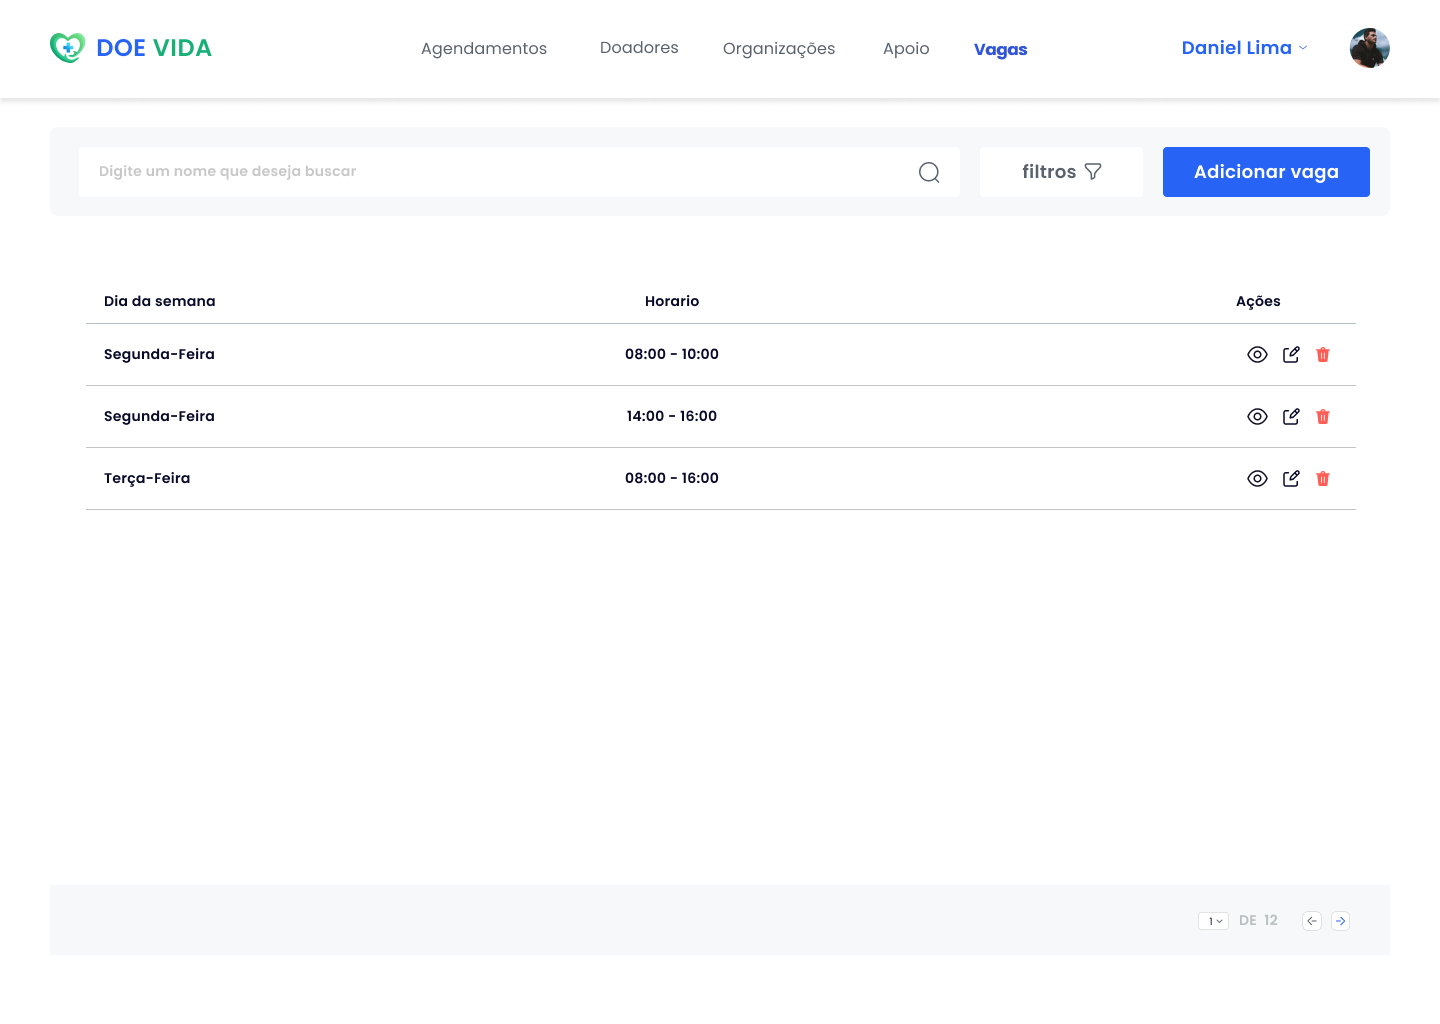 DOE VIDA
Agendamentos
Doadores
Organizações
Apoio
Vagas
Daniel Lima
Digite um nome que deseja buscar
filtros
Adicionar vaga
Dia da semana
Horario
Ações
Segunda-Feira
08:00 - 10:00
Segunda-Feira
14:00 - 16:00
Terça-Feira
08:00 - 16:00
1
DE 12